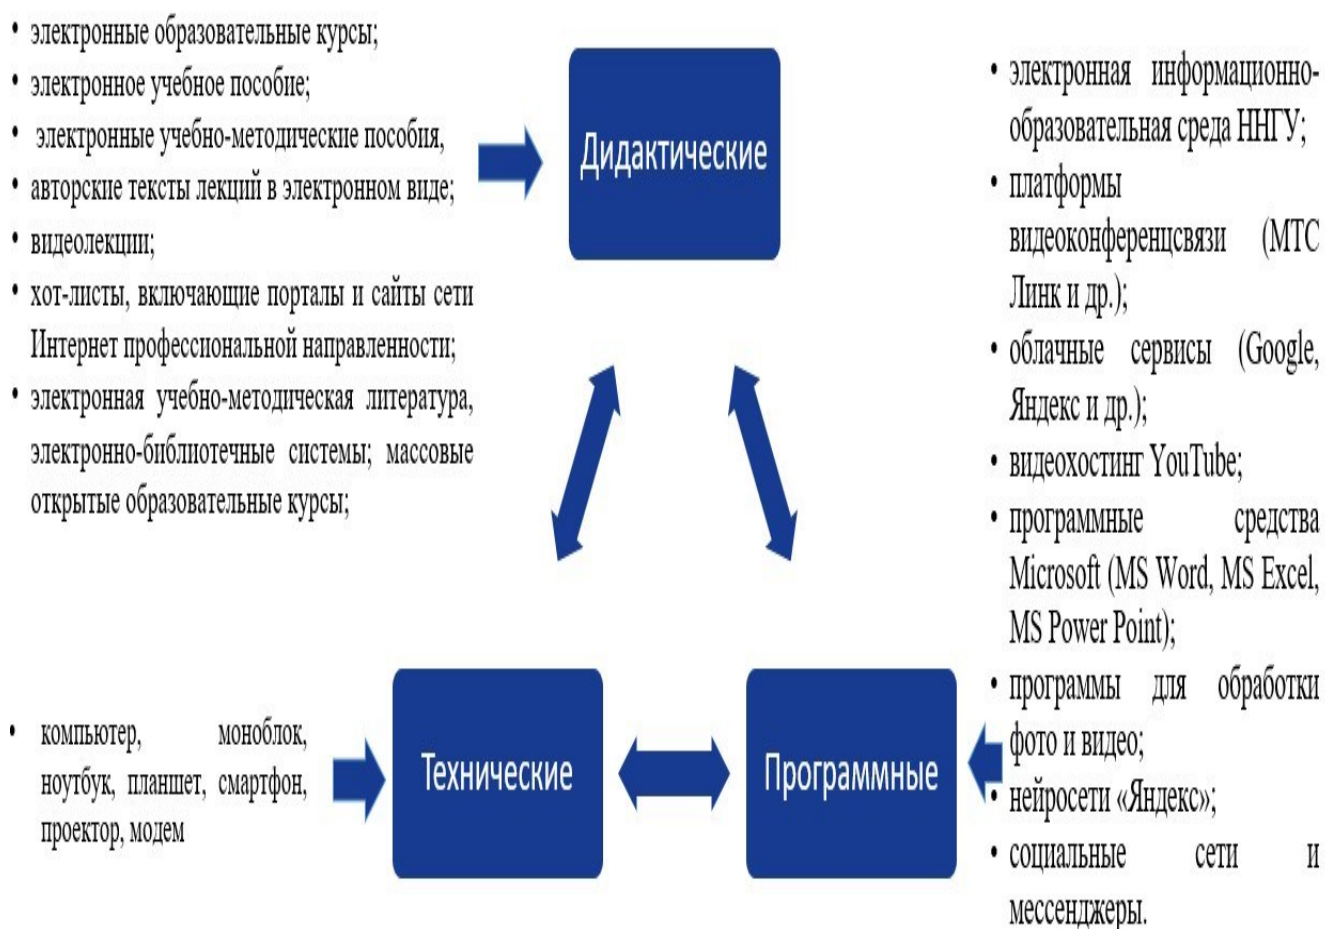 • электронные образовательные курсы;
• электронное учебное пособие;
• электронные учебно-методические пособия,
• авторские тексты лекций в электронном виде;
• видеолекции;
• хот-листы, включающие порталы и сайты сети
Интернет профессиональной направленности;
• электронная учебно-методическая литература,
электронно-библиотечные системы; массовые
открытые образовательные курсы;
Дидактические
• электронная информационно-
образовательная среда ННГУ;
• платформы
видеоконференцсвязи (МТС
Линк и др.);
• облачные сервисы (Google,
Яндекс и др.);
• видеохостинг YouTube;
• программные средства
Microsoft (MS Word, MS Excel,
MS Power Point);
• программы для обработки
фото и видео;
• нейросети «Яндекс»;
• социальные сети и
мессенджеры.
• компьютер, моноблок,
ноутбук, планшет, смартфон,
проектор, модем
Технические
Программные